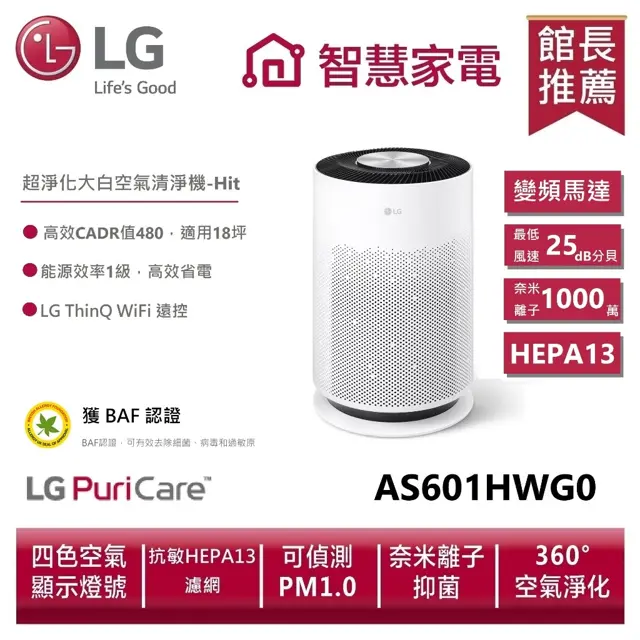 LG
Life's Good
智慧家電
館長
推薦
超淨化大白空氣清淨機-Hit
高效CADR值480，適用18坪
能源效率1級，高效省電
LG ThinQ WiFi 遠控
LG
變頻馬達
最低
風速 25dB分貝
奈米
離子 1000萬
HEPA13
獲 BAF 認證
BAF認證，可有效去除細菌、病毒和過敏原
LG PuriCare™
AS601HWG0
四色空氣
顯示燈號
抗敏HEPA13
濾網
可偵測
PM1.0
奈米離子
抑菌
360°
空氣淨化